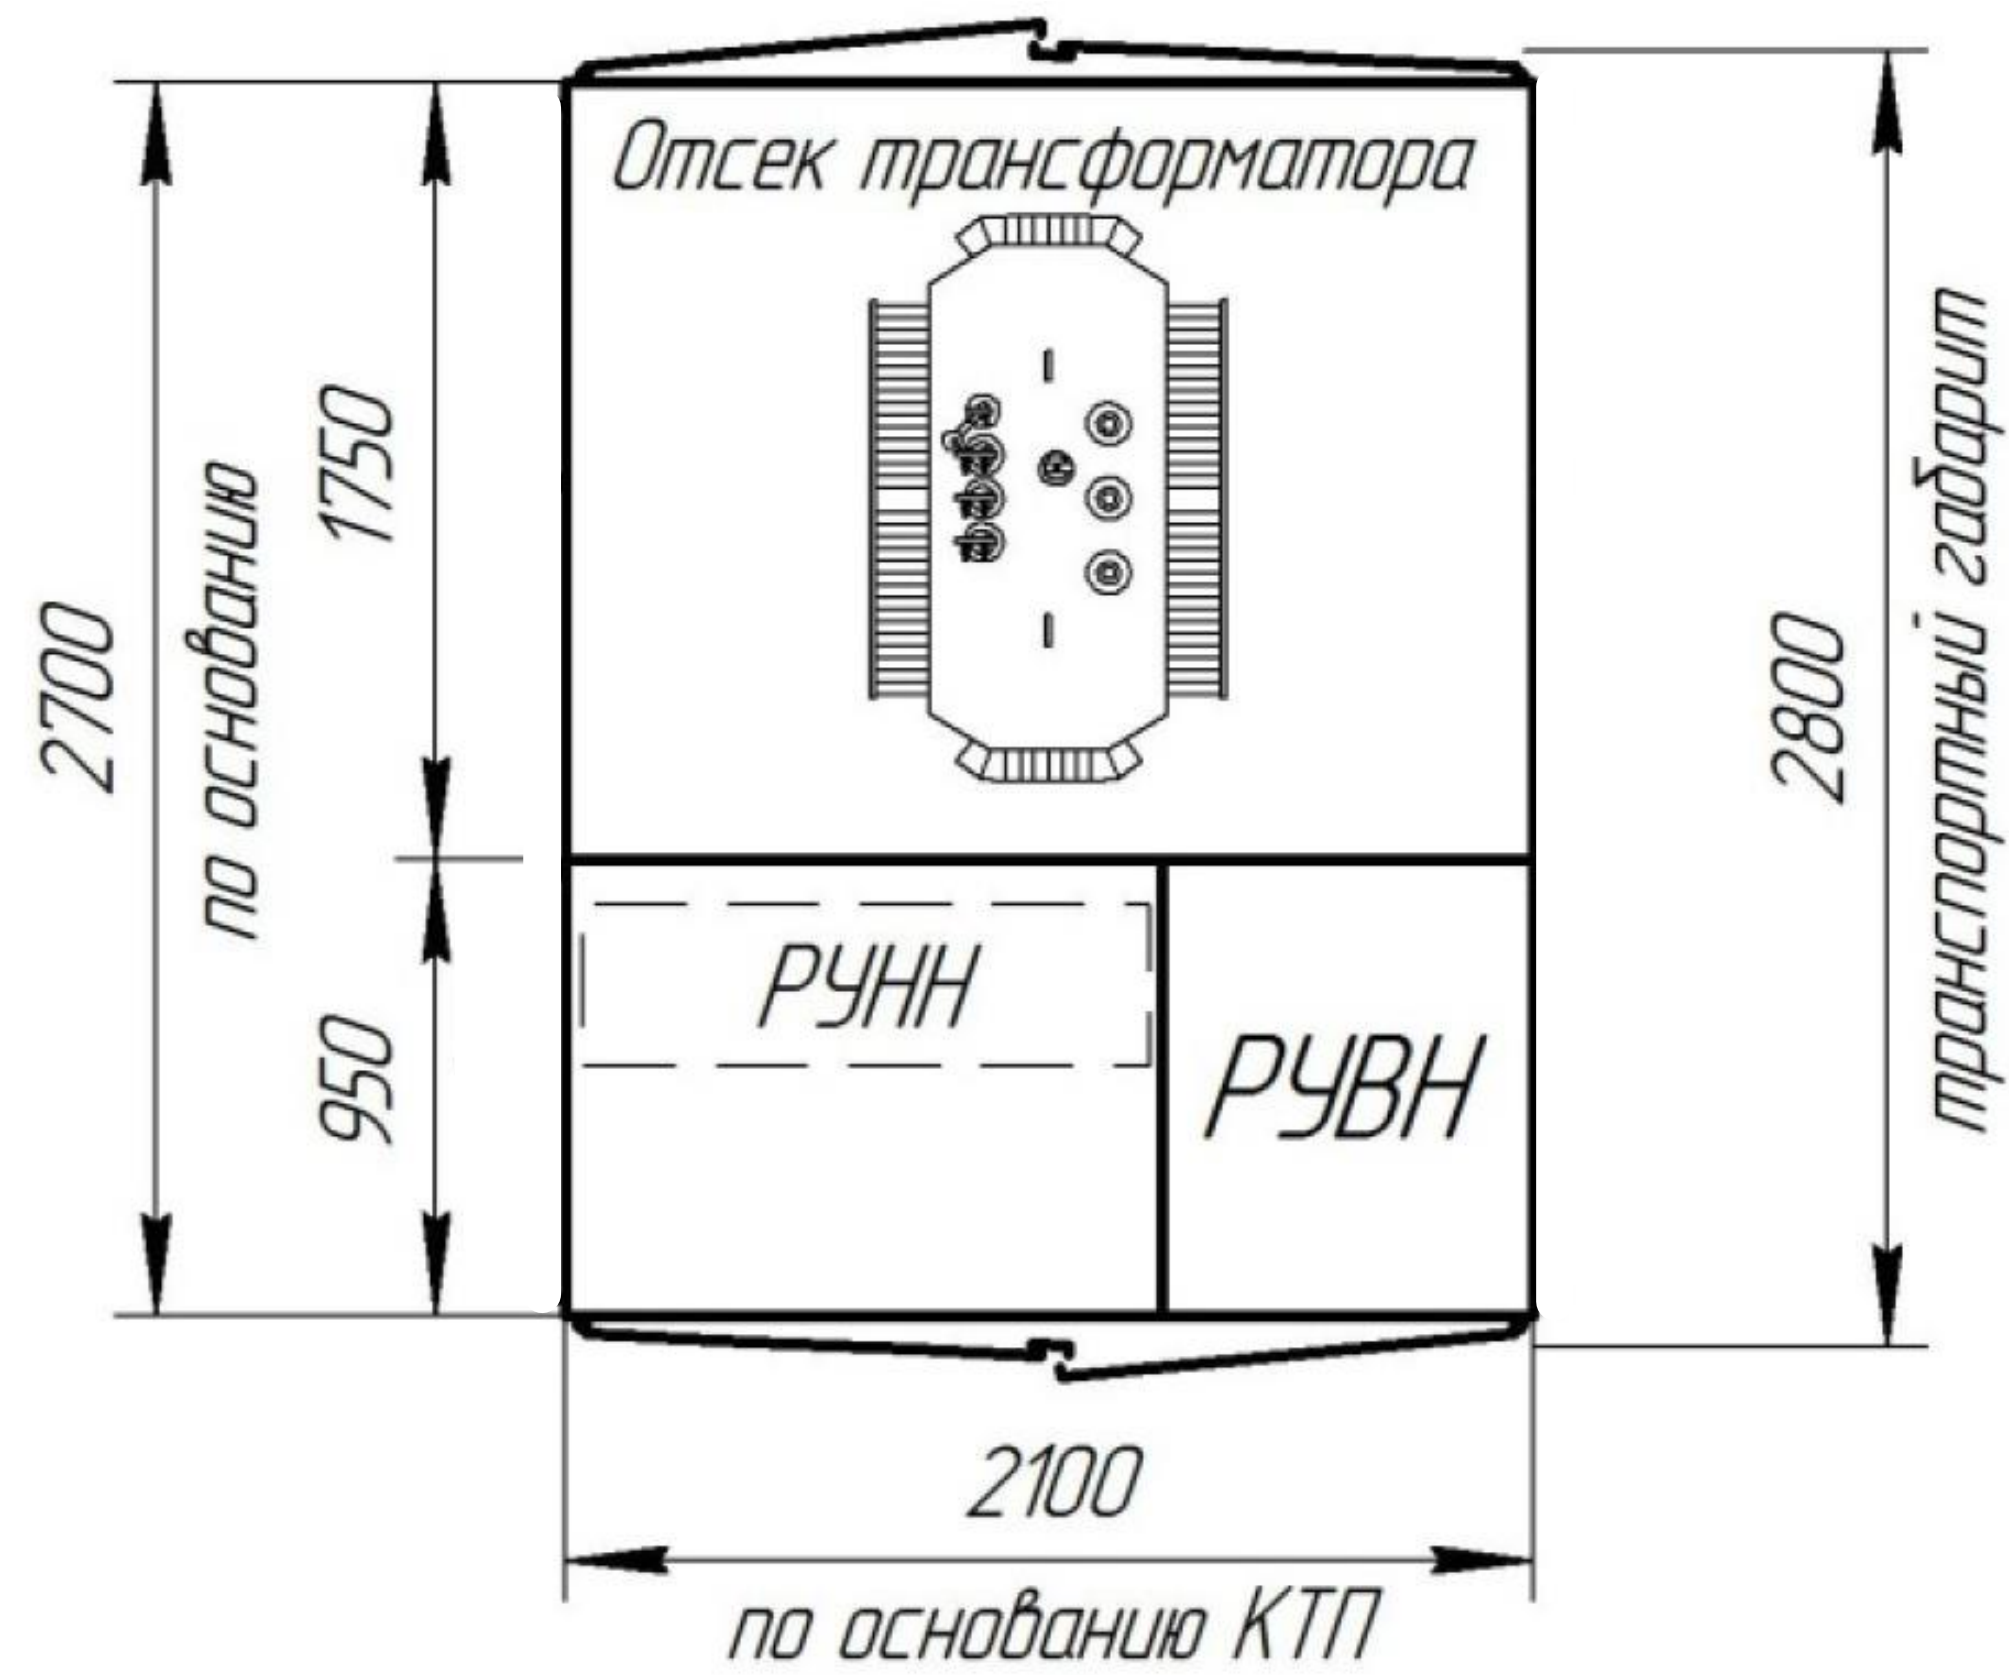 Отсек трансформатора
2700
по основанию
1750
950
РУНН
РУВН
2800
транспортный габарит
2100
по основанию КТП